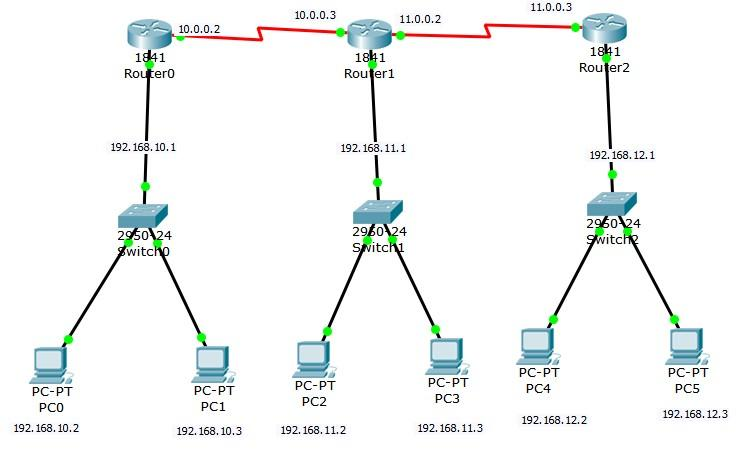 10.0.0.2
10.0.0.3
11.0.0.2
11.0.0.3
1841
Router0
1841
Router1
1841
Router2
192.168.10.1
192.168.11.1
192.168.12.1
2950-24
Switch0
2950-24
Switch1
2950-24
Switch2
PC-PT
PC0
PC-PT
PC1
PC-PT
PC2
PC-PT
PC3
PC-PT
PC4
PC-PT
PC5
192.168.10.2
192.168.10.3
192.168.11.2
192.168.11.3
192.168.12.2
192.168.12.3